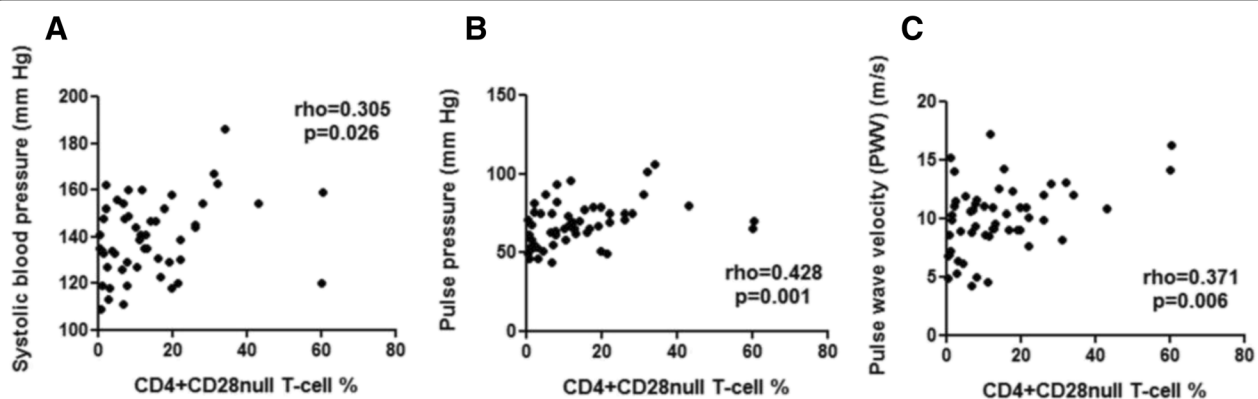 A
B
C
Systolic blood pressure (mm Hg)
200
180
160
140
120
100
0
20
40
60
80
rho=0.305
p=0.026
CD4+CD28null T-cell %
Pulse pressure (mm Hg)
150
100
50
0
0
20
40
60
80
rho=0.428
p=0.001
CD4+CD28null T-cell %
Pulse wave velocity (PWV) (m/s)
20
15
10
5
0
0
20
40
60
80
rho=0.371
p=0.006
CD4+CD28null T-cell %